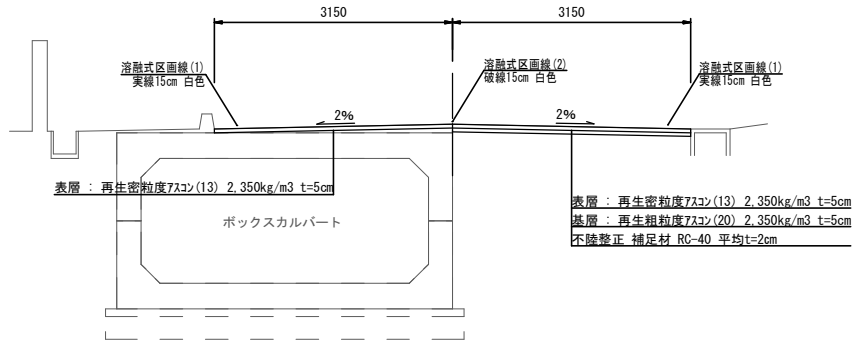 3150
3150
溶融式区画線(1)
実線15cm 白色
溶融式区画線(2)
破線15cm 白色
溶融式区画線(1)
実線15cm 白色
2%
2%
表層 : 再生密粒度アスコン(13) 2,350kg/m3 t=5cm
ボックスカルバート
表層 : 再生密粒度アスコン(13) 2,350kg/m3 t=5cm
基層 : 再生粗粒度アスコン(20) 2,350kg/m3 t=5cm
不陸整正 補足材 RC-40 平均t=2cm